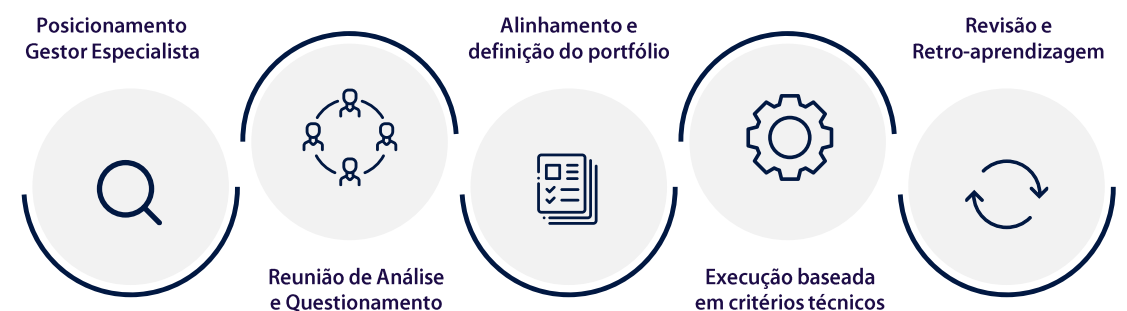 Posicionamento
Gestor Especialista
Reunião de Análise
e Questionamento
Alinhamento e
definição do portfólio
Execução baseada
em critérios técnicos
Revisão e
Retro-aprendizagem